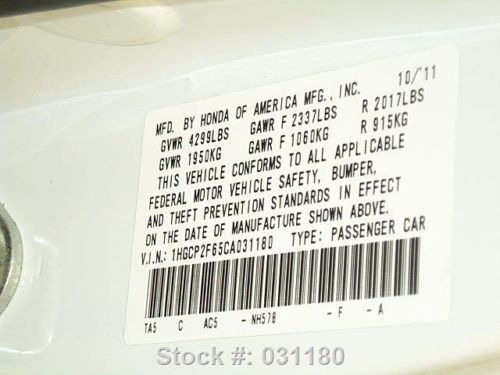 MFD. BY HONDA OF AMERICA MFG., INC. 10/'11
GVWR 4299LBS GAWR F 2337LBS R 2017LBS
GVWR 1950KG GAWR F 1060KG R 915KG
THIS VEHICLE CONFORMS TO ALL APPLICABLE
FEDERAL MOTOR VEHICLE SAFETY, BUMPER,
AND THEFT PREVENTION STANDARDS IN EFFECT
ON THE DATE OF MANUFACTURE SHOWN ABOVE.
V.I.N.: 1HGCP2F65CA031180 TYPE: PASSENGER CAR
TA5 C AC5 - NH578 - F - A
Stock #: 031180